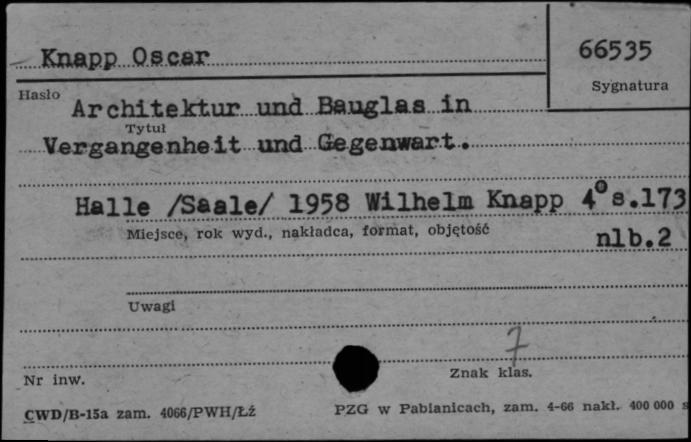 Knapp Oscar
66535
Sygnatura
Hasło
Architektur und Bauglas in
Tytuł
Vergangenheit und Gegenwart.
Halle /Saale/ 1958 Wilhelm Knapp 4° s.173
Miejsce, rok wyd., nakładca, format, objętość
nlb.2
Uwagi
7
Nr inw.
Znak klas.
CWD/B-15a zam. 4066/PWH/Łź
PZG w Pabianicach, zam. 4-66 nakł. 400 000 s